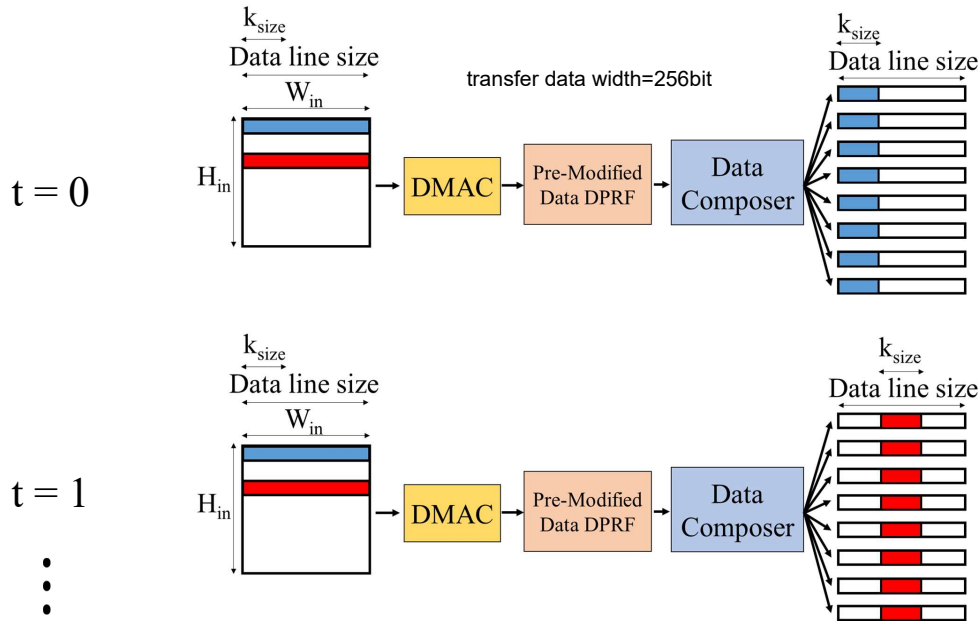 k_size
Data line size
W_in
H_in
t = 0
DMAC
Pre-Modified
Data DPRF
transfer data width=256bit
Data
Composer
k_size
Data line size
k_size
Data line size
W_in
H_in
t = 1
DMAC
Pre-Modified
Data DPRF
Data
Composer
k_size
Data line size